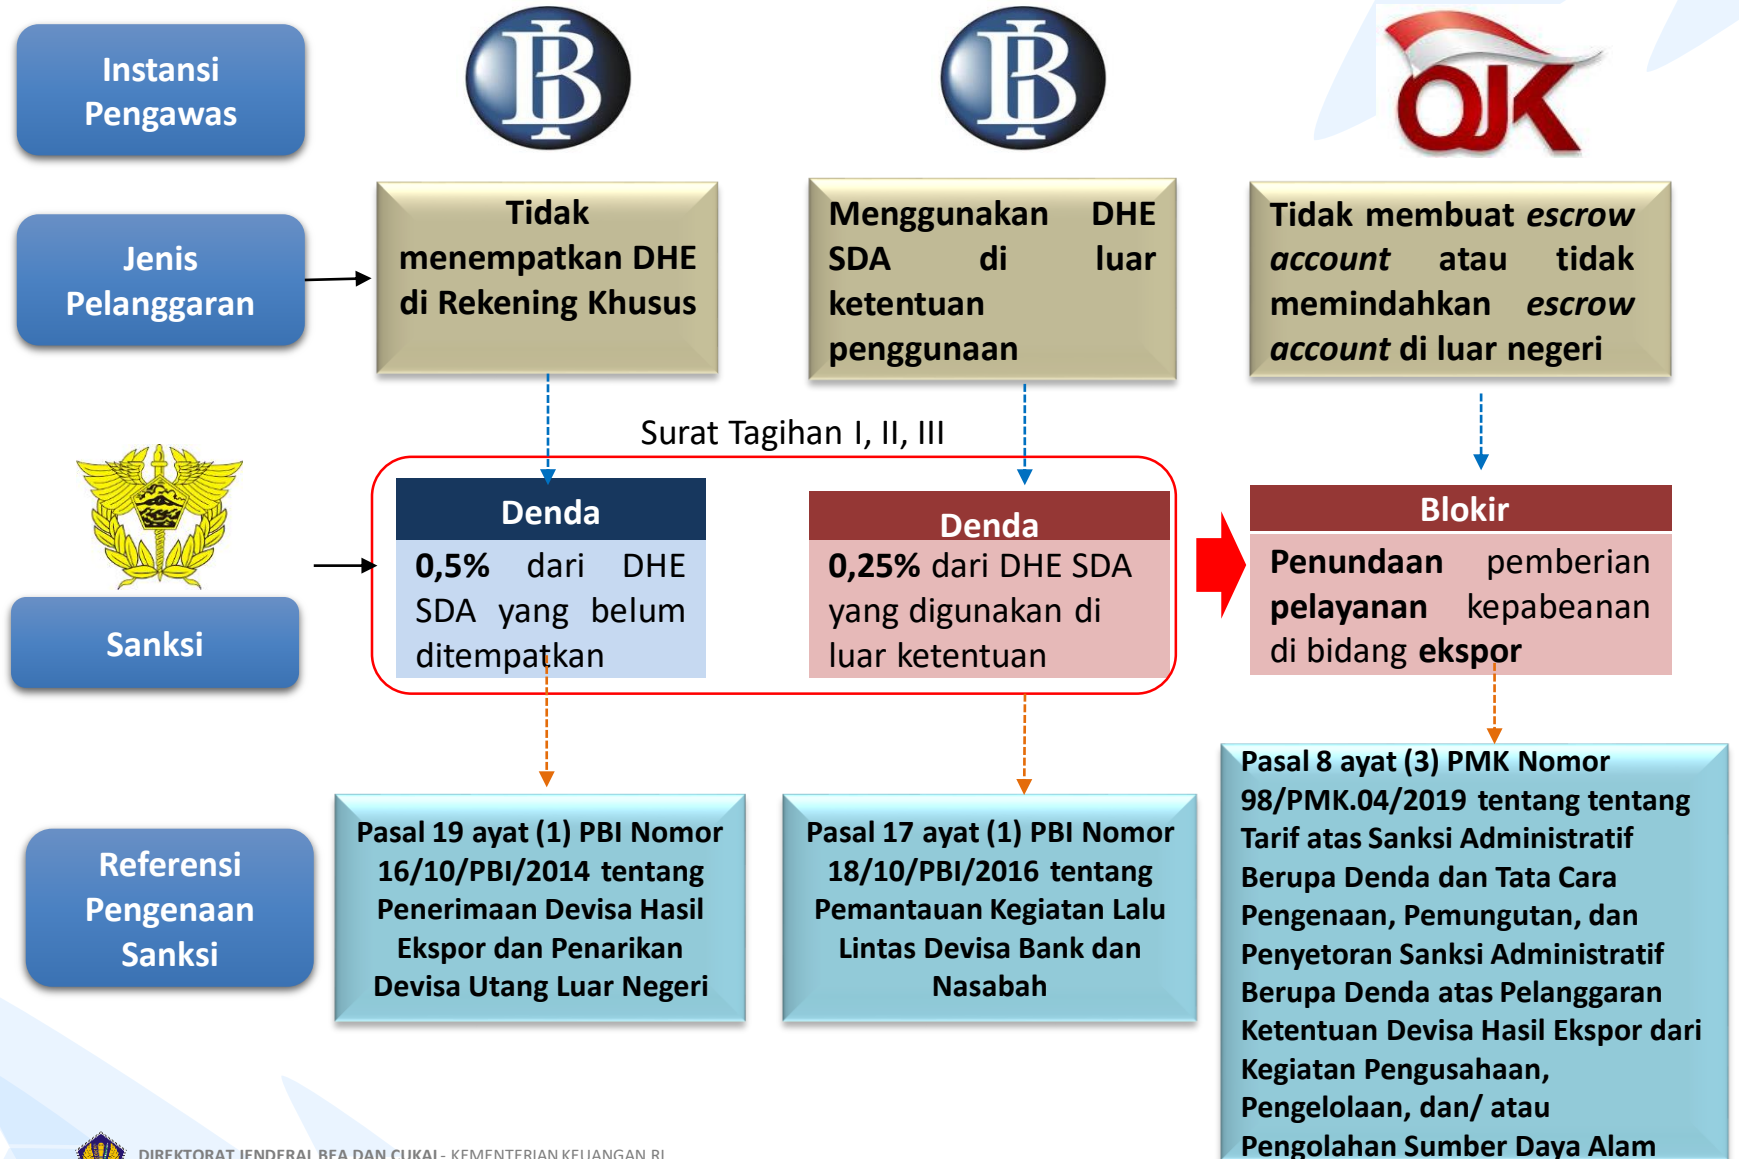 Instansi
Pengawas
BI
BI
OJK
Jenis
Pelanggaran
Tidak
menempatkan DHE
di Rekening Khusus
Menggunakan DHE
SDA di luar
ketentuan
penggunaan
Tidak membuat escrow
account atau tidak
memindahkan escrow
account di luar negeri
Surat Tagihan I, II, III
Sanksi
Denda
0,5% dari DHE
SDA yang belum
ditempatkan
Denda
0,25% dari DHE SDA
yang digunakan di
luar ketentuan
Blokir
Penundaan pemberian
pelayanan kepabeanan
di bidang ekspor
Referensi
Pengenaan
Sanksi
Pasal 19 ayat (1) PBI Nomor
16/10/PBI/2014 tentang
Penerimaan Devisa Hasil
Ekspor dan Penarikan
Devisa Utang Luar Negeri
Pasal 17 ayat (1) PBI Nomor
18/10/PBI/2016 tentang
Pemantauan Kegiatan Lalu
Lintas Devisa Bank dan
Nasabah
Pasal 8 ayat (3) PMK Nomor
98/PMK.04/2019 tentang tentang
Tarif atas Sanksi Administratif
Berupa Denda dan Tata Cara
Pengenaan, Pemungutan, dan
Penyetoran Sanksi Administratif
Berupa Denda atas Pelanggaran
Ketentuan Devisa Hasil Ekspor dari
Kegiatan Pengusahaan,
Pengelolaan, dan/ atau
Pengolahan Sumber Daya Alam
DIREKTORAT JENDERAL BEA DAN CUKAI - KEMENTERIAN KEUANGAN RI